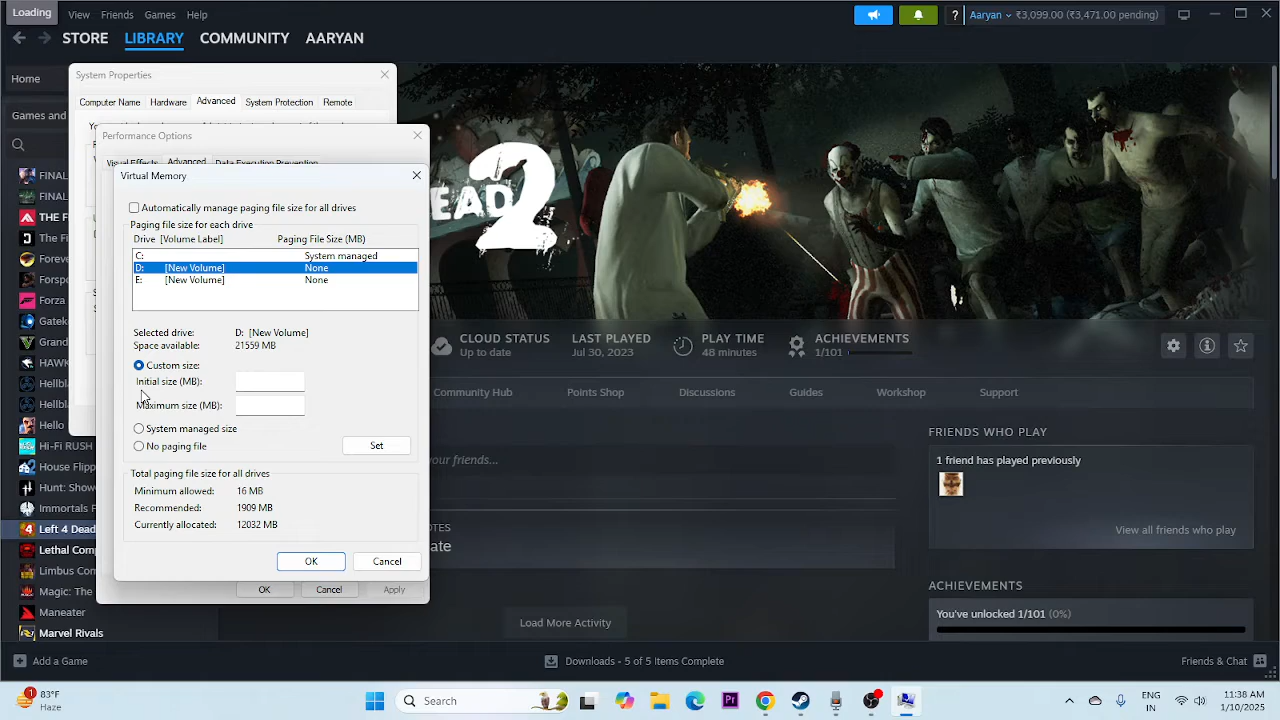 Loading
View
Friends
Games
Help
?
Aaryan
₹3,099.00 (₹3,471.00 pending)
STORE
LIBRARY
COMMUNITY
AARYAN
Home
Games and
FINAL
FINAL
THE F
The Fi
Foreve
Forspo
Forza
Gatek
Grand
Hellbl
Hellbl
Hello
Hi-Fi RUSH
House Flipp
Hunt: Show
Immortals F
Left 4 Dead
Lethal Comp
Limbus Com
Magic: The
Maneater
Marvel Rivals
System Properties
Computer Name
Hardware
Advanced
System Protection
Remote
Performance Options
Visual Effects
Advanced
Data Execution Prevention
Virtual Memory
Automatically manage paging file size for all drives
Paging file size for each drive
Drive [Volume Label]
Paging File Size (MB)
C:
System managed
D:
[New Volume]
None
E:
[New Volume]
None
Selected drive:
D: [New Volume]
Space available:
21559 MB
Custom size:
Initial size (MB):
Maximum size (MB):
System managed size
No paging file
Set
Total paging file size for all drives
Minimum allowed:
16 MB
Recommended:
1909 MB
Currently allocated:
12032 MB
OK
Cancel
OK
Cancel
Apply
EAD 2
CLOUD STATUS
Up to date
LAST PLAYED
Jul 30, 2023
PLAY TIME
48 minutes
ACHIEVEMENTS
1/101
Community Hub
Points Shop
Discussions
Guides
Workshop
Support
your friends...
OTES
ate
Load More Activity
FRIENDS WHO PLAY
1 friend has played previously
View all friends who play
ACHIEVEMENTS
You've unlocked 1/101 (0%)
Add a Game
Downloads - 5 of 5 Items Complete
Friends & Chat
1
83°F
Haze
Search
Pr
ENG
IN
11:38 AM
1/10/2025